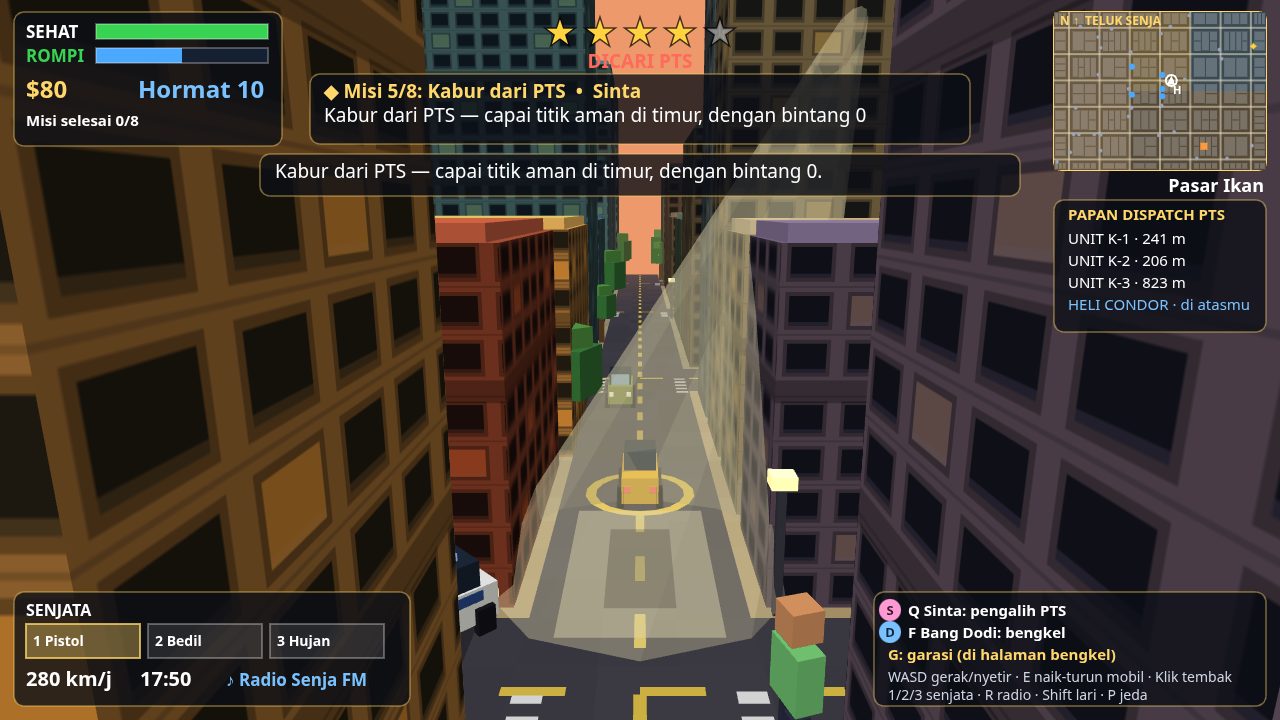 SEHAT
ROMPI
$80 Hormat 10
Misi selesai 0/8
DICARI PTS
◆ Misi 5/8: Kabur dari PTS • Sinta
Kabur dari PTS — capai titik aman di timur, dengan bintang 0
Kabur dari PTS — capai titik aman di timur, dengan bintang 0.
N ↑ TELUK SENJA
H
Pasar Ikan
PAPAN DISPATCH PTS
UNIT K-1 · 241 m
UNIT K-2 · 206 m
UNIT K-3 · 823 m
HELI CONDOR · di atasmu
SENJATA
1 Pistol 2 Bedil 3 Hujan
280 km/j 17:50 ♪ Radio Senja FM
S Q Sinta: pengalih PTS
D F Bang Dodi: bengkel
G: garasi (di halaman bengkel)
WASD gerak/nyetir · E naik-turun mobil · Klik tembak
1/2/3 senjata · R radio · Shift lari · P jeda